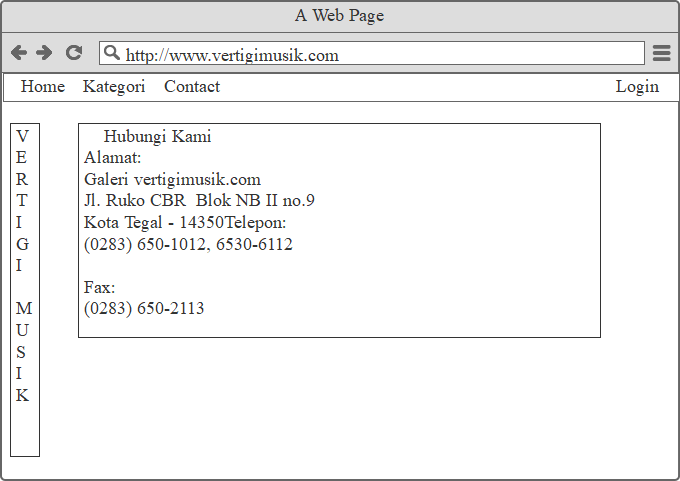 A Web Page
http://www.vertigimusik.com
Home Kategori Contact Login
V
E
R
T
I
G
I
M
U
S
I
K
Hubungi Kami
Alamat:
Galeri vertigimusik.com
Jl. Ruko CBR  Blok NB II no.9
Kota Tegal - 14350Telepon:
(0283) 650-1012, 6530-6112
Fax:
(0283) 650-2113